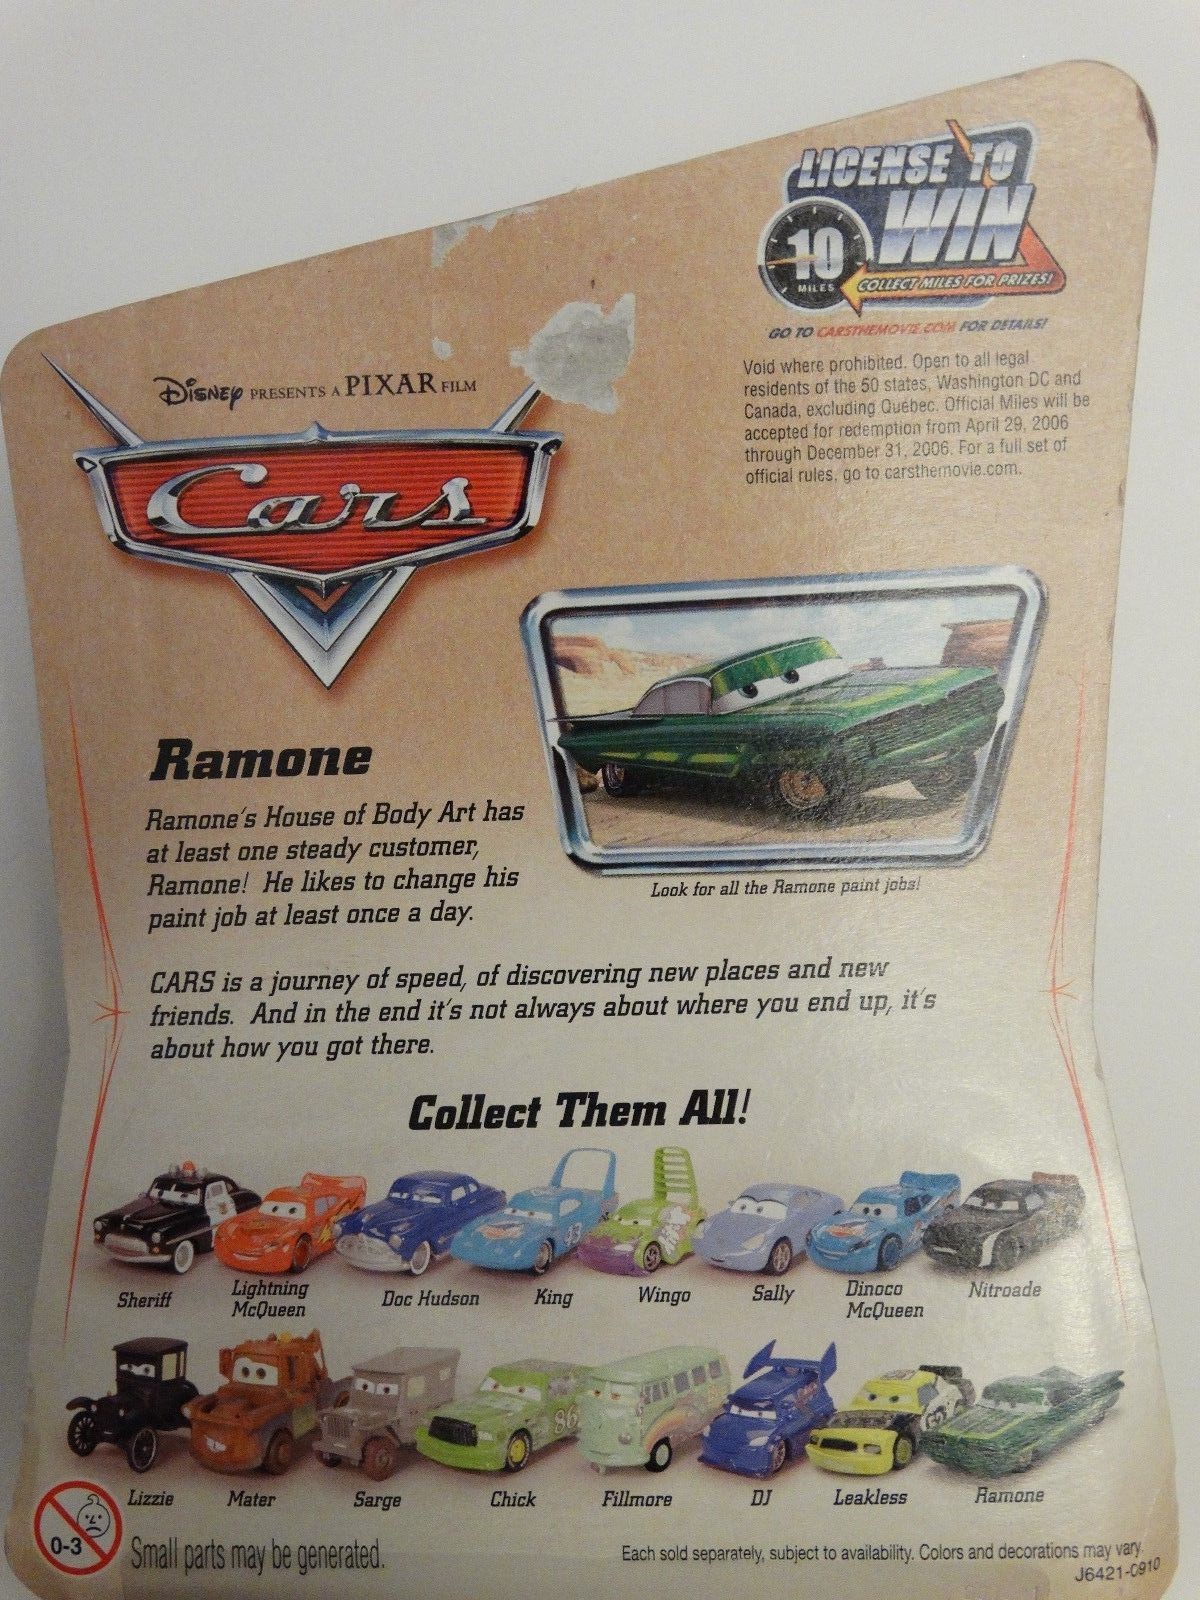 LICENSE TO
WIN
10
MILES
COLLECT MILES FOR PRIZES!
GO TO CARSTHEMOVIE.COM FOR DETAILS!
Void where prohibited. Open to all legal
residents of the 50 states, Washington DC and
Canada, excluding Québec. Official Miles will be
accepted for redemption from April 29, 2006
through December 31, 2006. For a full set of
official rules, go to carsthemovie.com.
DISNEY PRESENTS A PIXAR FILM
Cars
Ramone
Ramone's House of Body Art has
at least one steady customer,
Ramone! He likes to change his
paint job at least once a day.
Look for all the Ramone paint jobs!
CARS is a journey of speed, of discovering new places and new
friends. And in the end it's not always about where you end up, it's
about how you got there.
Collect Them All!
43
Sheriff
Lightning
McQueen
Doc Hudson
King
Wingo
Sally
Dinoco
McQueen
Nitroade
86
Lizzie
Mater
Sarge
Chick
Fillmore
DJ
Leakless
Ramone
0-3
Small parts may be generated.
Each sold separately, subject to availability. Colors and decorations may vary.
J6421-0910